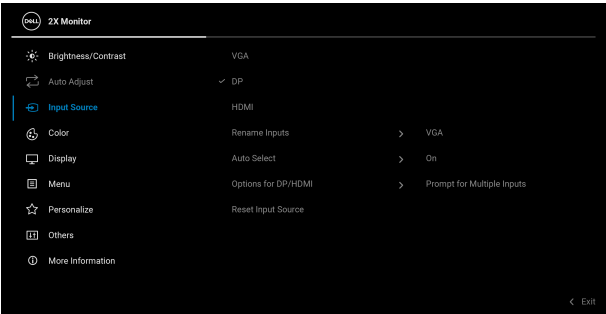 DELL 2X Monitor
Brightness/Contrast VGA
Auto Adjust DP
Input Source HDMI
Color Rename Inputs VGA
Display Auto Select On
Menu Options for DP/HDMI Prompt for Multiple Inputs
Personalize Reset Input Source
Others
More Information
Exit